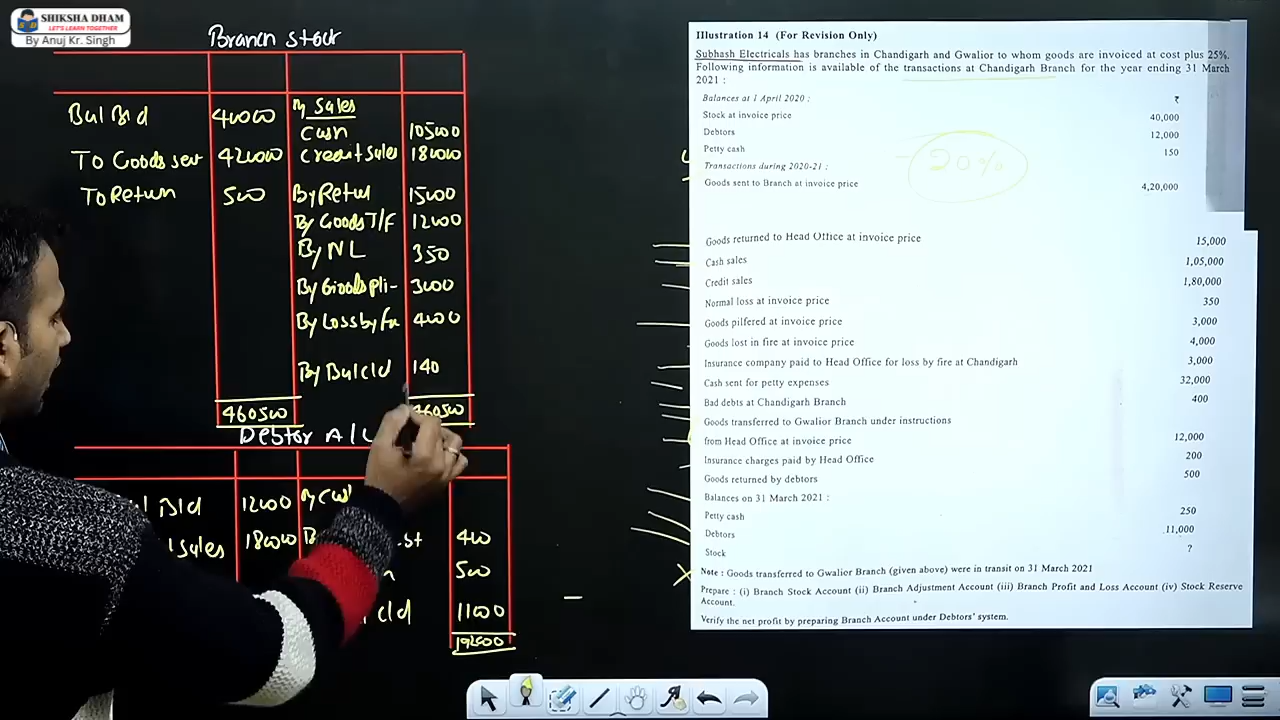 SHIKSHA DHAM
LET'S LEARN TOGETHER
By Anuj Kr. Singh
Branch Stock
Bal B/d 40000 By Sales
Cash 105000
To Goods sent 420000 Credit Sales 180000
To Return 500 By Return 15000
By Goods T/F 12000
By NL 350
By Goods pli- 3000
By Loss by 4000
By Bal c/d 140
460500 460500
Debtor A/c
Bld 12000 By Cas
Sales 180000 400
500
c/d 11000
192000
Illustration 14 (For Revision Only)
Subhash Electricals has branches in Chandigarh and Gwalior to whom goods are invoiced at cost plus 25%.
Following information is available of the transactions at Chandigarh Branch for the year ending 31 March
2021 :
Balances at 1 April 2020 : ₹
Stock at invoice price 40,000
Debtors 12,000
Petty cash 150
Transactions during 2020-21 :
20%
Goods sent to Branch at invoice price 4,20,000
Goods returned to Head Office at invoice price 15,000
Cash sales 1,05,000
Credit sales 1,80,000
Normal loss at invoice price 350
Goods pilfered at invoice price 3,000
Goods lost in fire at invoice price 4,000
Insurance company paid to Head Office for loss by fire at Chandigarh 3,000
Cash sent for petty expenses 32,000
Bad debts at Chandigarh Branch 400
Goods transferred to Gwalior Branch under instructions
from Head Office at invoice price 12,000
Insurance charges paid by Head Office 200
Goods returned by debtors 500
Balances on 31 March 2021 :
Petty cash 250
Debtors 11,000
Stock ?
Note : Goods transferred to Gwalior Branch (given above) were in transit on 31 March 2021
Prepare : (i) Branch Stock Account (ii) Branch Adjustment Account (iii) Branch Profit and Loss Account (iv) Stock Reserve
Account.
Verify the net profit by preparing Branch Account under Debtors' system.